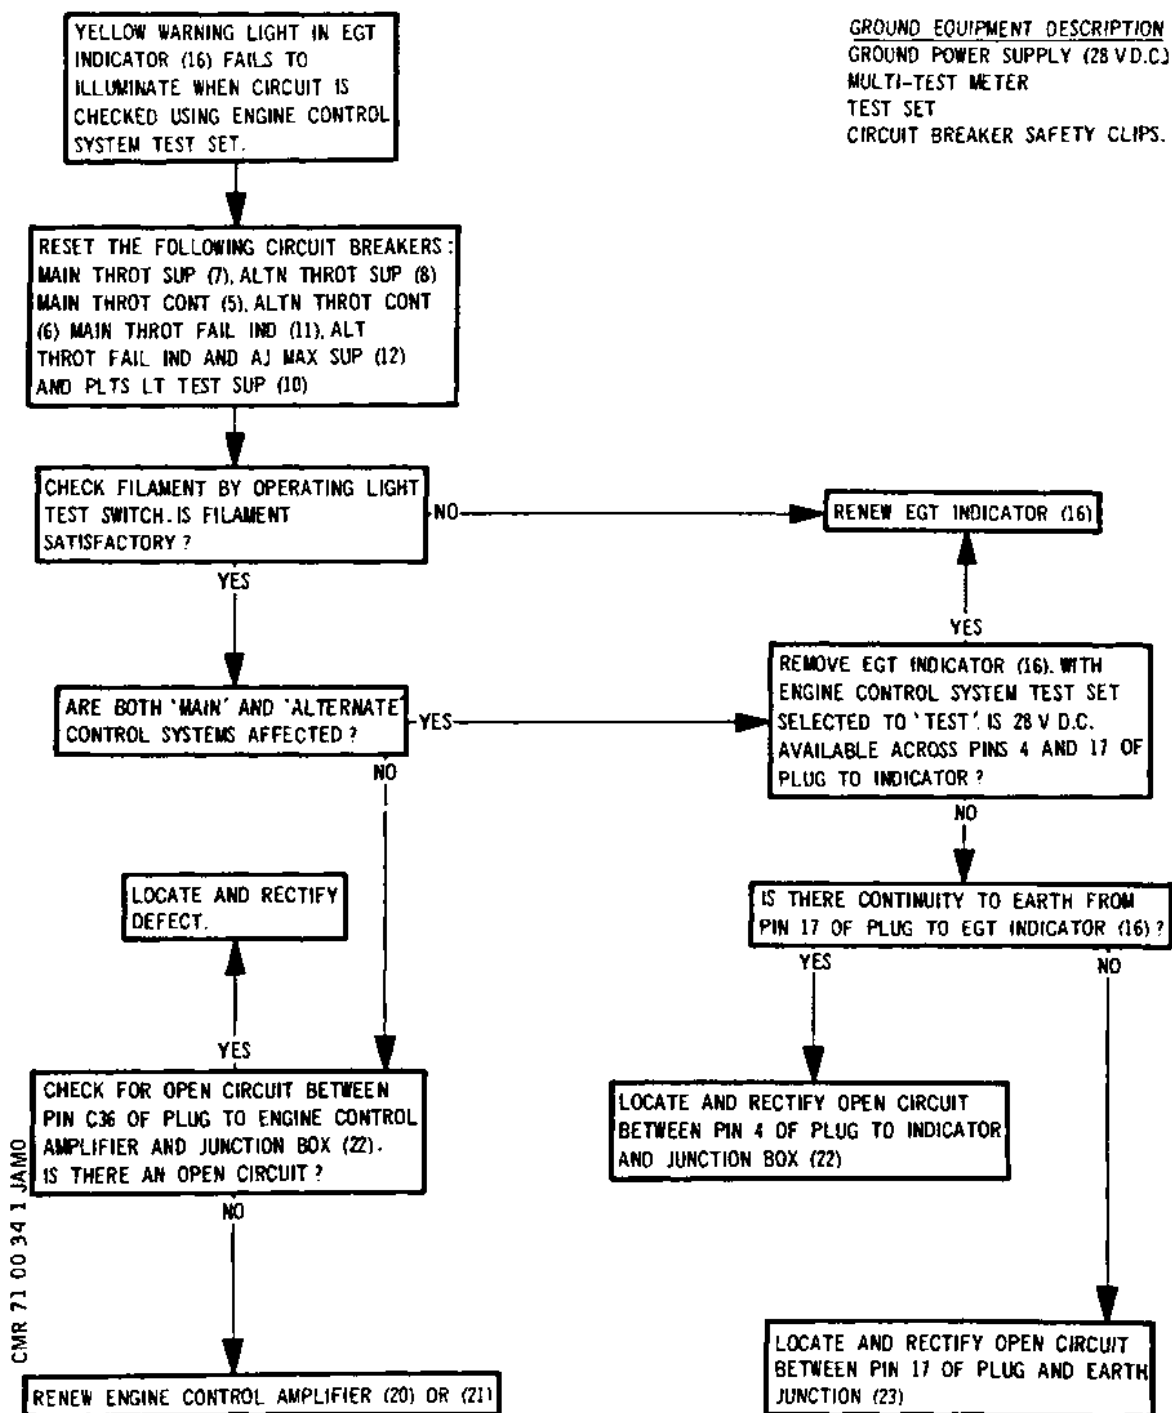 YELLOW WARNING LIGHT IN EGT
INDICATOR (16) FAILS TO
ILLUMINATE WHEN CIRCUIT IS
CHECKED USING ENGINE CONTROL
SYSTEM TEST SET.
GROUND EQUIPMENT DESCRIPTION
GROUND POWER SUPPLY (28 V D.C.)
MULTI-TEST METER
TEST SET
CIRCUIT BREAKER SAFETY CLIPS.
RESET THE FOLLOWING CIRCUIT BREAKERS:
MAIN THROT SUP (7), ALTN THROT SUP (8)
MAIN THROT CONT (5), ALTN THROT CONT
(6) MAIN THROT FAIL IND (11), ALT
THROT FAIL IND AND AJ MAX SUP (12)
AND PLTS LT TEST SUP (10)
CHECK FILAMENT BY OPERATING LIGHT
TEST SWITCH. IS FILAMENT
SATISFACTORY?
NO
RENEW EGT INDICATOR (16)
YES
YES
ARE BOTH 'MAIN' AND 'ALTERNATE'
CONTROL SYSTEMS AFFECTED?
YES
REMOVE EGT INDICATOR (16). WITH
ENGINE CONTROL SYSTEM TEST SET
SELECTED TO 'TEST'. IS 28 V D.C.
AVAILABLE ACROSS PINS 4 AND 17 OF
PLUG TO INDICATOR?
NO
NO
LOCATE AND RECTIFY
DEFECT.
IS THERE CONTINUITY TO EARTH FROM
PIN 17 OF PLUG TO EGT INDICATOR (16)?
YES
NO
YES
CHECK FOR OPEN CIRCUIT BETWEEN
PIN C36 OF PLUG TO ENGINE CONTROL
AMPLIFIER AND JUNCTION BOX (22).
IS THERE AN OPEN CIRCUIT?
LOCATE AND RECTIFY OPEN CIRCUIT
BETWEEN PIN 4 OF PLUG TO INDICATOR
AND JUNCTION BOX (22)
NO
RENEW ENGINE CONTROL AMPLIFIER (20) OR (21)
LOCATE AND RECTIFY OPEN CIRCUIT
BETWEEN PIN 17 OF PLUG AND EARTH
JUNCTION (23)
CMR 71 00 34 1 JAM0